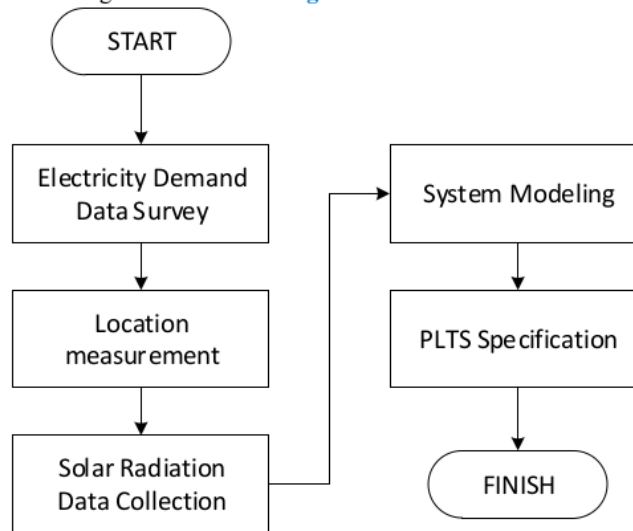 START
Electricity Demand
Data Survey
Location
measurement
Solar Radiation
Data Collection
System Modeling
PLTS Specification
FINISH